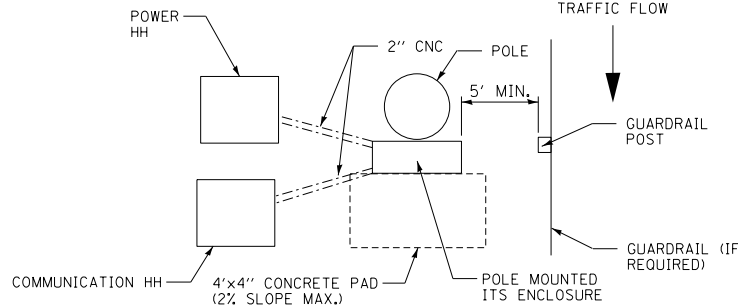 TRAFFIC FLOW
POWER
HH
2'' CNC
POLE
5' MIN.
GUARDRAIL
POST
GUARDRAIL (IF
REQUIRED)
COMMUNICATION HH
4'x4'' CONCRETE PAD
(2% SLOPE MAX.)
POLE MOUNTED
ITS ENCLOSURE